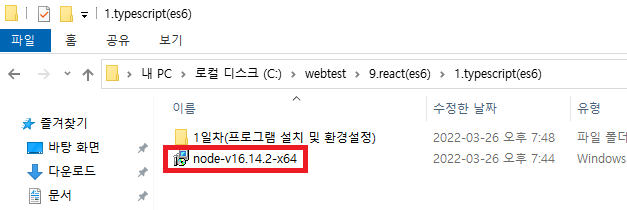 1.typescript(es6)
파일 홈 공유 보기
내 PC > 로컬 디스크 (C:) > webtest > 9.react(es6) > 1.typescript(es6)
이름 수정한 날짜 유형
즐겨찾기
1일차(프로그램 설치 및 환경설정) 2022-03-26 오후 7:48 파일 폴더
바탕 화면
node-v16.14.2-x64 2022-03-26 오후 7:44 Windows
다운로드
문서